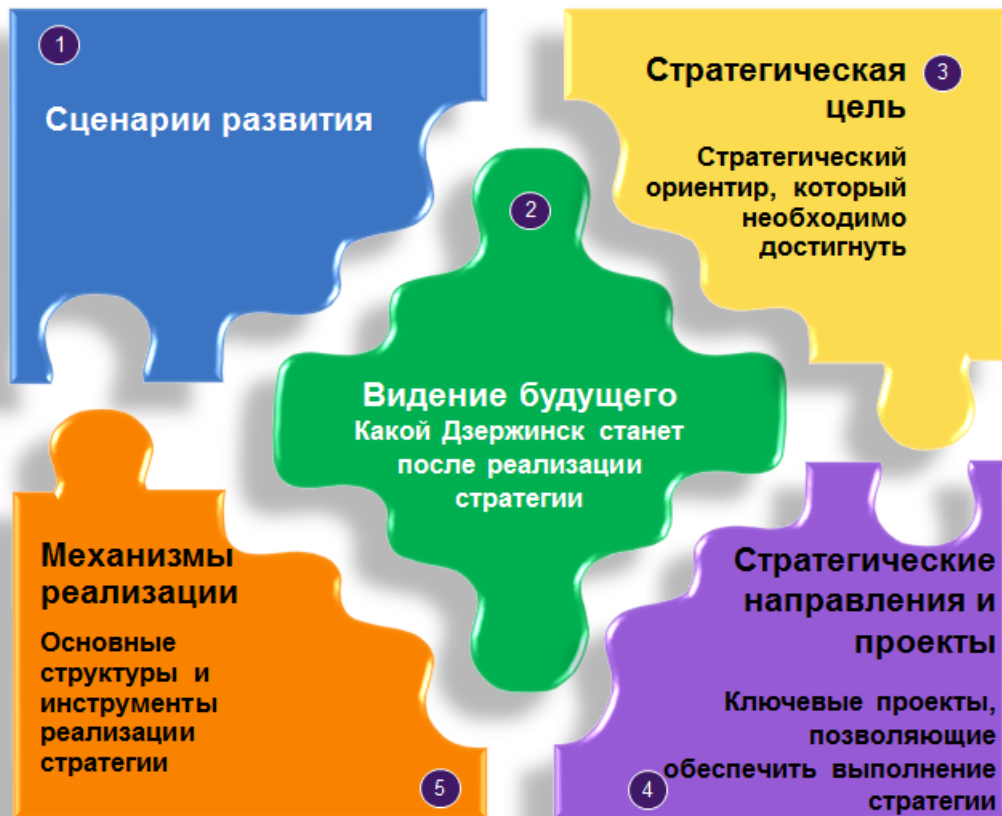 1
Сценарии развития
2
Видение будущего
Какой Дзержинск станет
после реализации
стратегии
Стратегическая
цель
3
Стратегический
ориентир, который
необходимо
достигнуть
Стратегические
направления и
проекты
Ключевые проекты,
позволяющие
обеспечить выполнение
стратегии
4
Механизмы
реализации
Основные
структуры и
инструменты
реализации
стратегии
5